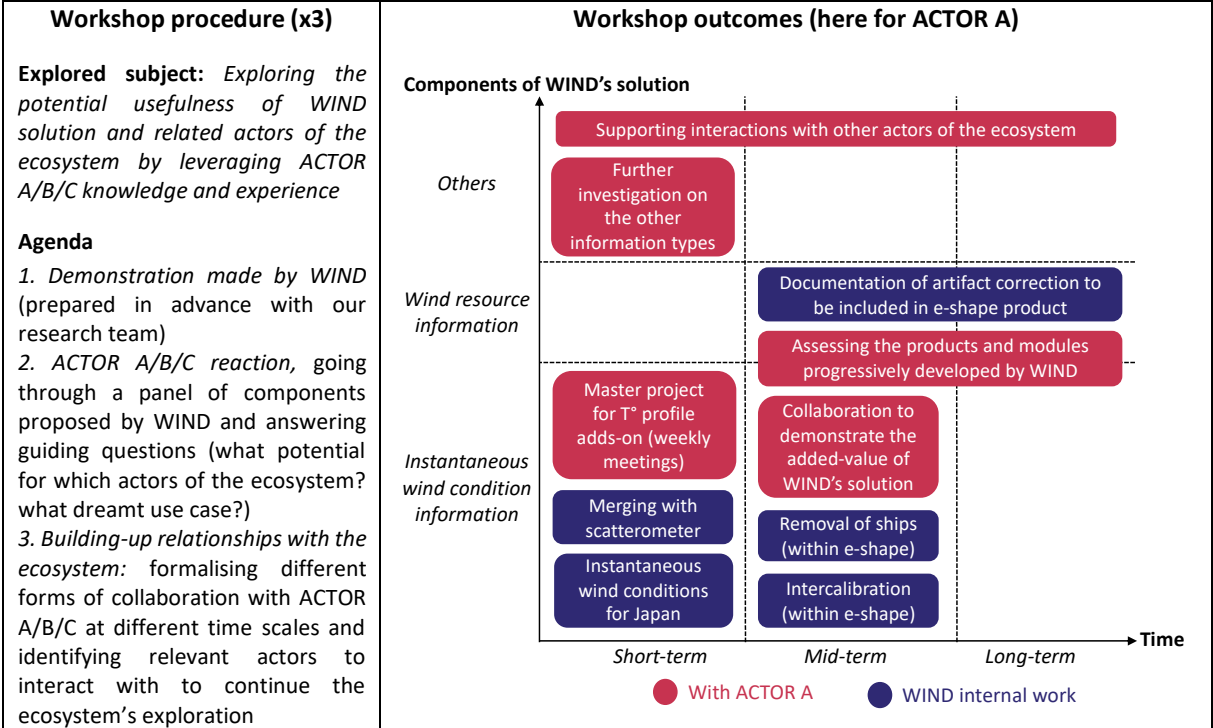 Workshop procedure (x3)
Explored subject: Exploring the
potential usefulness of WIND
solution and related actors of the
ecosystem by leveraging ACTOR
A/B/C knowledge and experience
Agenda
1. Demonstration made by WIND
(prepared in advance with our
research team)
2. ACTOR A/B/C reaction, going
through a panel of components
proposed by WIND and answering
guiding questions (what potential
for which actors of the ecosystem?
what dreamt use case?)
3. Building-up relationships with the
ecosystem: formalising different
forms of collaboration with ACTOR
A/B/C at different time scales and
identifying relevant actors to
interact with to continue the
ecosystem's exploration
Workshop outcomes (here for ACTOR A)
Components of WIND's solution
Supporting interactions with other actors of the ecosystem
Others
Further
investigation on
the other
information types
Wind resource
information
Documentation of artifact correction to
be included in e-shape product
Assessing the products and modules
progressively developed by WIND
Instantaneous
wind condition
information
Master project
for T° profile
adds-on (weekly
meetings)
Collaboration to
demonstrate the
added-value of
WIND's solution
Merging with
scatterometer
Removal of ships
(within e-shape)
Instantaneous
wind conditions
for Japan
Intercalibration
(within e-shape)
Time
Short-term
Mid-term
Long-term
With ACTOR A
WIND internal work